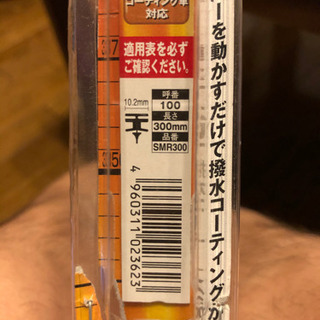 コーティング車
対応
適用表を必ず
ご確認ください。
10.2mm
呼番
100
長さ
300mm
品番
SMR300
4 960311 023623
ーを動かすだけで撥水コーティングが